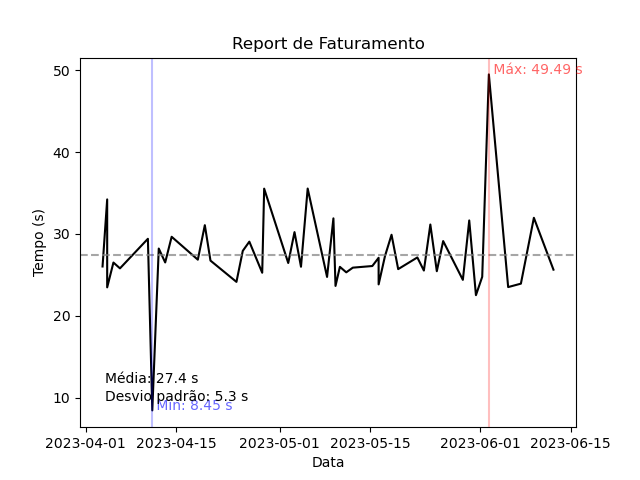 Report de Faturamento
Máx: 49.49 s
50
40
30
20
10
Tempo (s)
Média: 27.4 s
Desvio padrão: 5.3 s
Mín: 8.45 s
2023-04-01 2023-04-15 2023-05-01 2023-05-15 2023-06-01 2023-06-15
Data